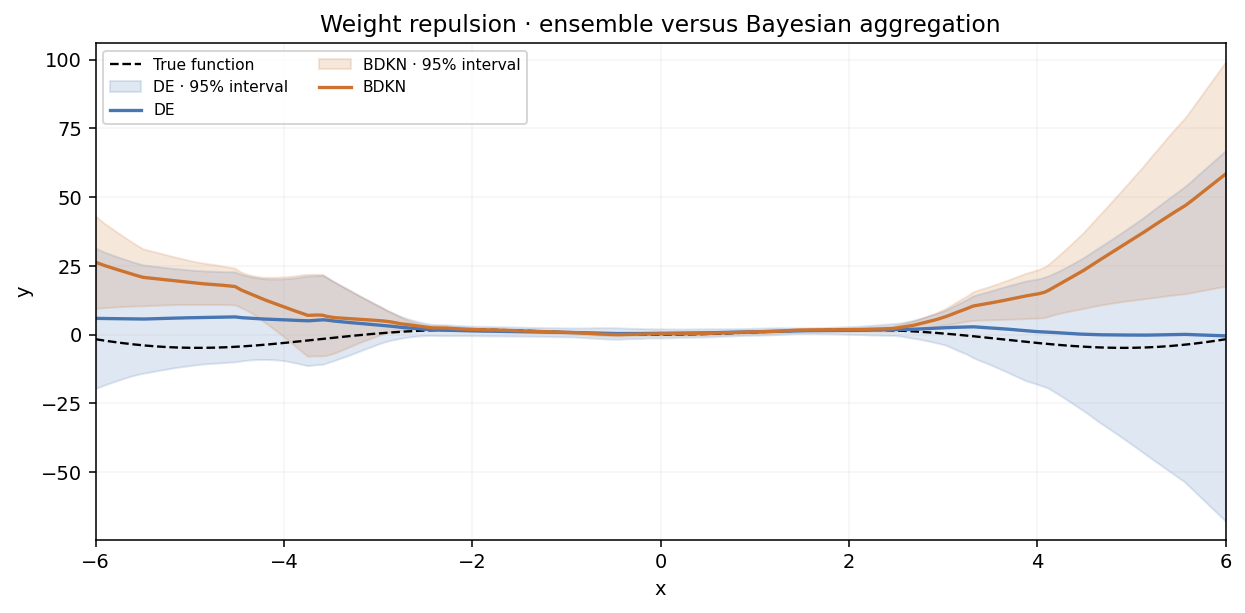 Weight repulsion · ensemble versus Bayesian aggregation
True function
DE · 95% interval
DE
BDKN · 95% interval
BDKN
y
100
75
50
25
0
−25
−50
−6
−4
−2
0
2
4
6
x